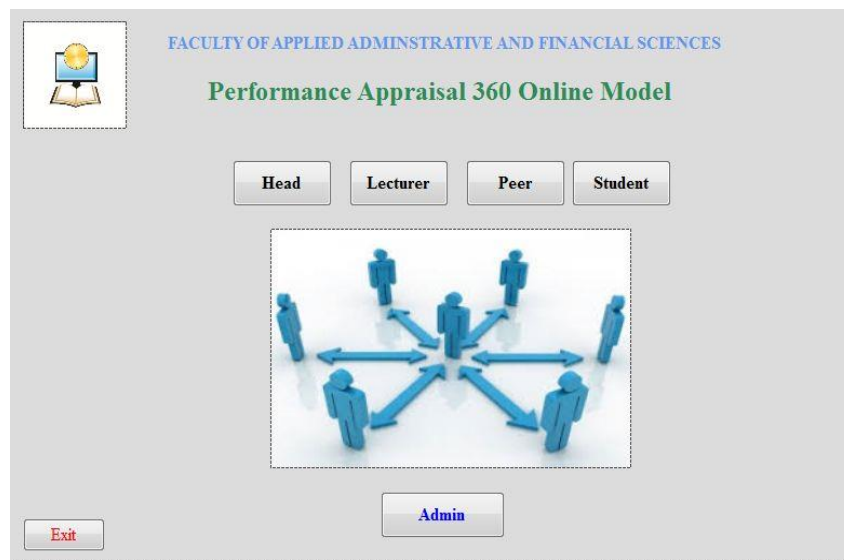 FACULTY OF APPLIED ADMINSTRATIVE AND FINANCIAL SCIENCES
Performance Appraisal 360 Online Model
Head Lecturer Peer Student
Admin
Exit